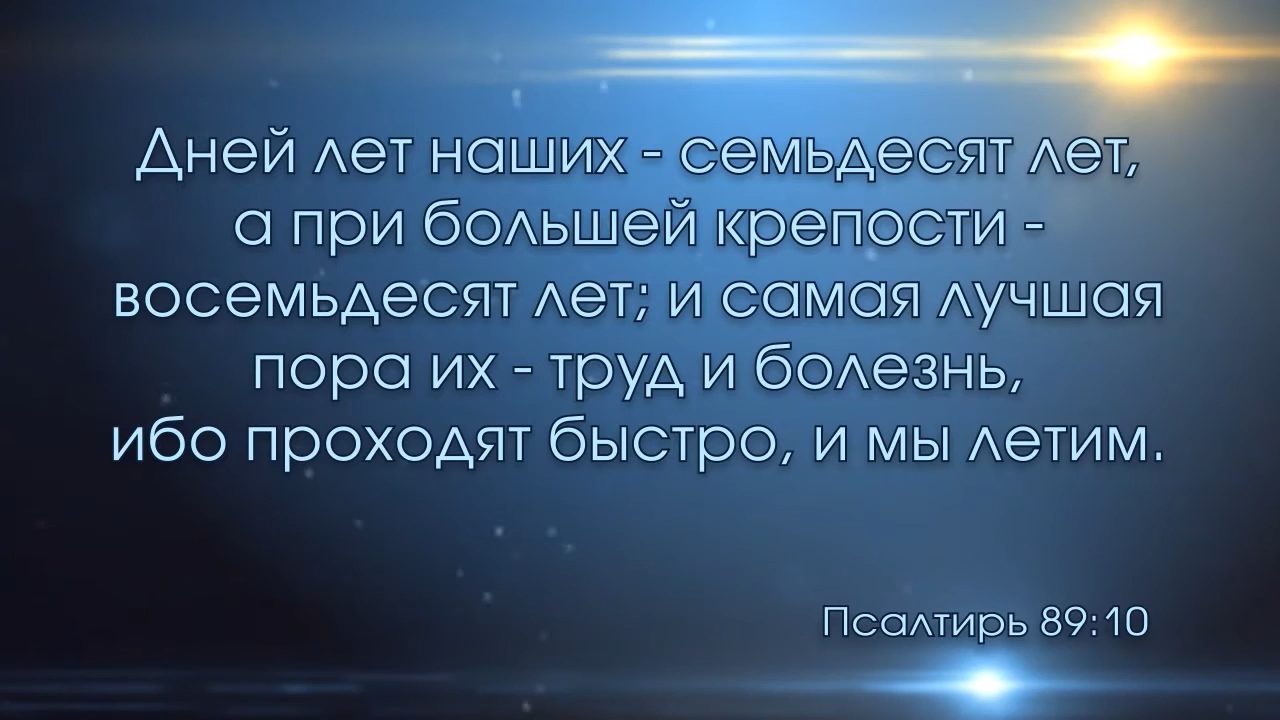 Дней лет наших - семьдесят лет,
а при большей крепости -
восемьдесят лет; и самая лучшая
пора их - труд и болезнь,
ибо проходят быстро, и мы летим.
Псалтирь 89:10